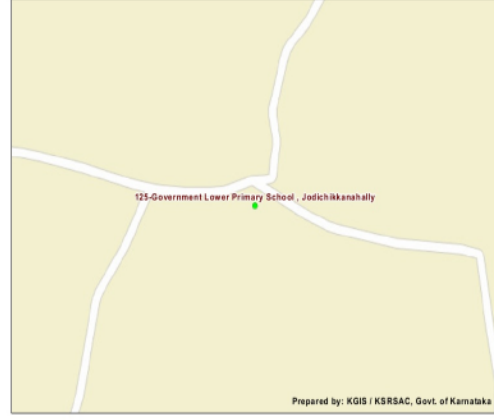 125-Government Lower Primary School , Jodichikkanahally
Prepared by: KGIS / KSRSAC, Govt. of Karnataka